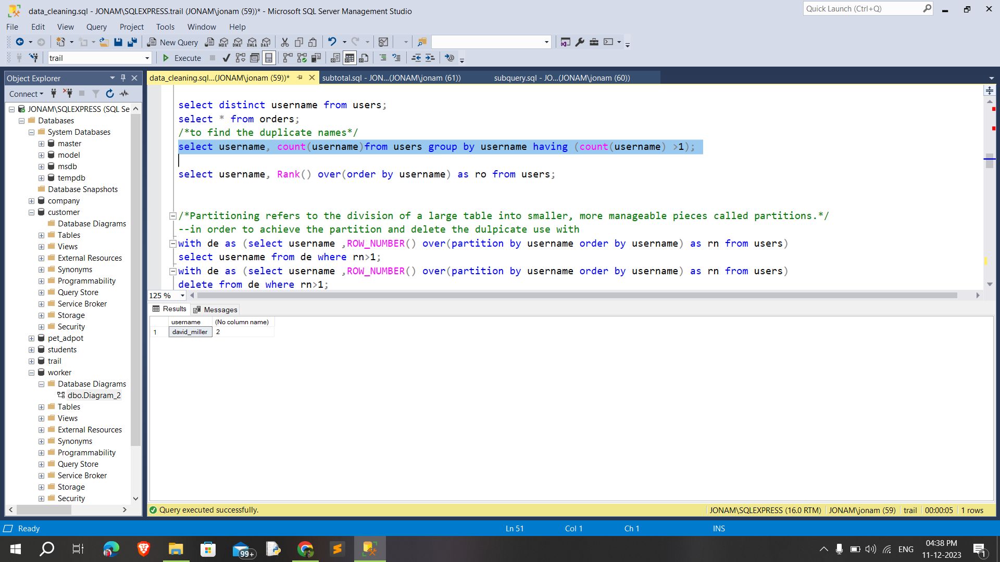 data_cleaning.sql - JONAM\SQLEXPRESS.trail (JONAM\jonam (59))* - Microsoft SQL Server Management Studio
Quick Launch (Ctrl+Q)
File Edit View Query Project Tools Window Help
New Query MDX DMX XMLA DAX
trail Execute
Object Explorer
Connect
JONAM\SQLEXPRESS (SQL Se
Databases
System Databases
master
model
msdb
tempdb
Database Snapshots
company
customer
Database Diagrams
Tables
Views
External Resources
Synonyms
Programmability
Query Store
Service Broker
Storage
Security
pet_adpot
students
trail
worker
Database Diagrams
dbo.Diagram_2
Tables
Views
External Resources
Synonyms
Programmability
Query Store
Service Broker
Storage
Security
data_cleaning.sql...(JONAM\jonam (59))* subtotal.sql - JON...(JONAM\jonam (61)) subquery.sql - JO...(JONAM\jonam (60))
select distinct username from users;
select * from orders;
/*to find the duplicate names*/
select username, count(username)from users group by username having (count(username) >1);
select username, Rank() over(order by username) as ro from users;
/*Partitioning refers to the division of a large table into smaller, more manageable pieces called partitions.*/
--in order to achieve the partition and delete the dulpicate use with
with de as (select username ,ROW_NUMBER() over(partition by username order by username) as rn from users)
select username from de where rn>1;
with de as (select username ,ROW_NUMBER() over(partition by username order by username) as rn from users)
delete from de where rn>1;
125 %
Results Messages
username (No column name)
1 david_miller 2
Query executed successfully. JONAM\SQLEXPRESS (16.0 RTM) JONAM\jonam (59) trail 00:00:05 1 rows
Ready Ln 51 Col 1 Ch 1 INS
99+ ENG 04:38 PM
11-12-2023 1